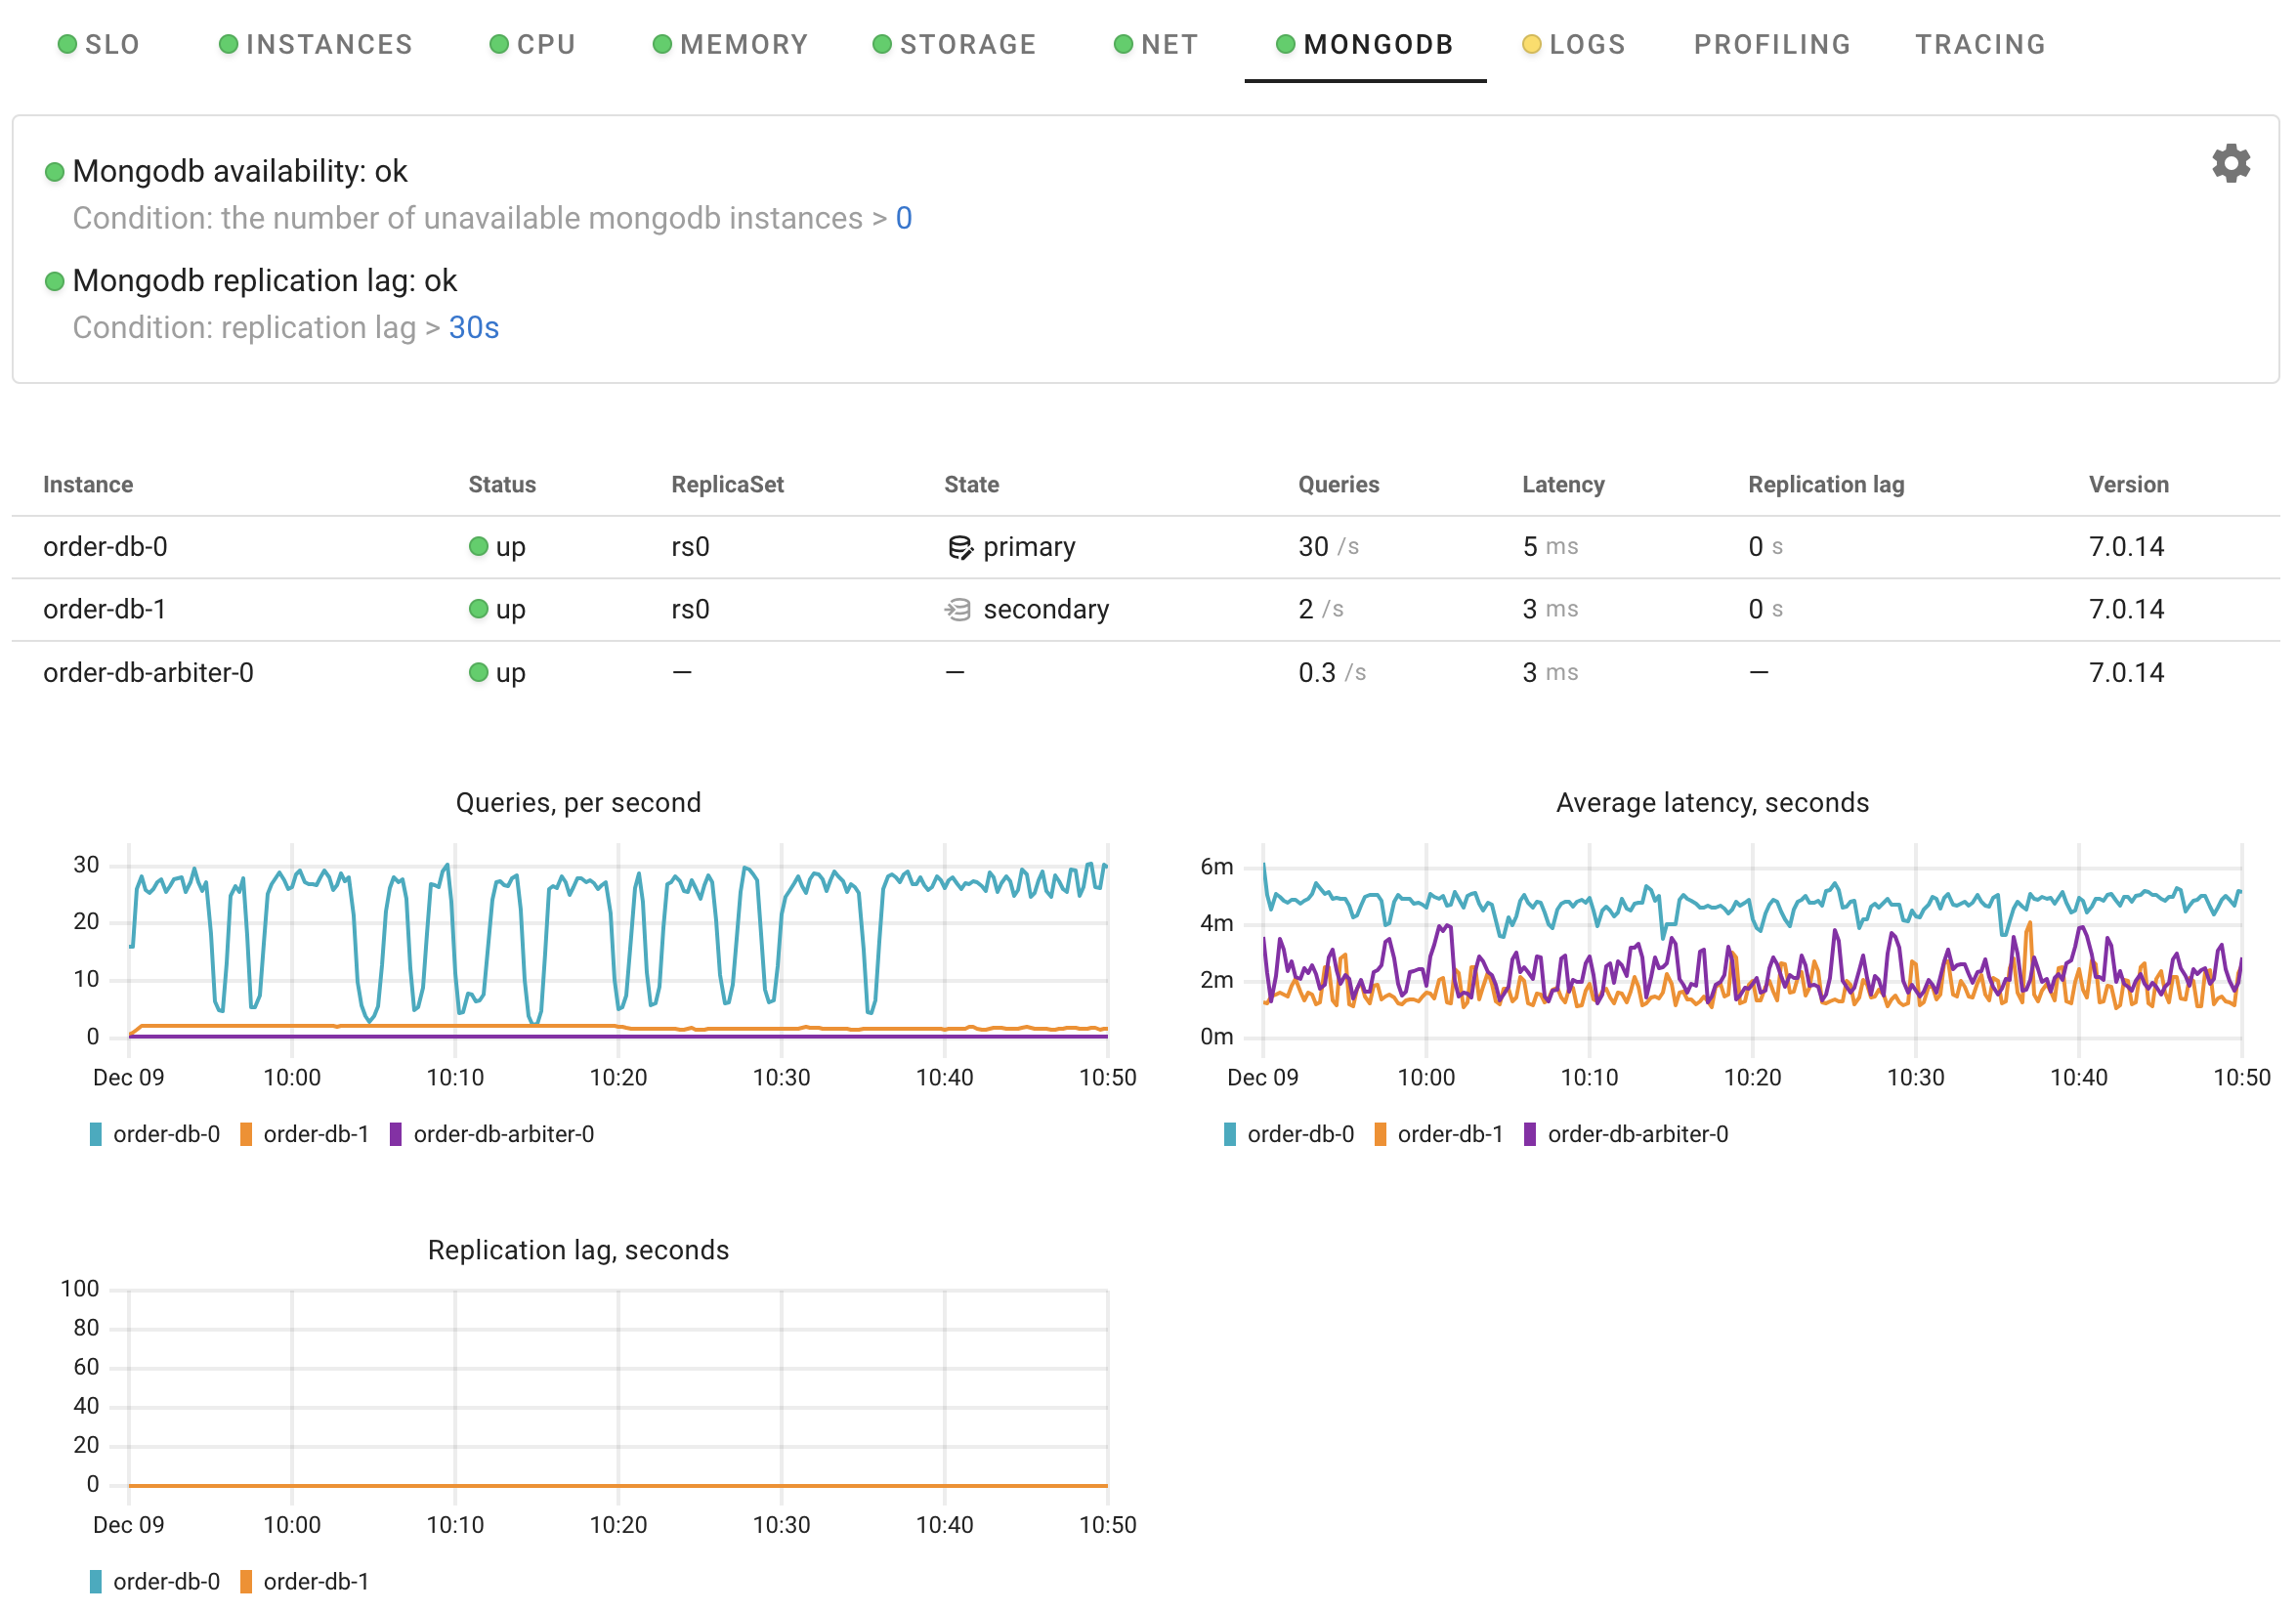 SLO INSTANCES CPU MEMORY STORAGE NET MONGODB LOGS PROFILING TRACING
Mongodb availability: ok
Condition: the number of unavailable mongodb instances > 0
Mongodb replication lag: ok
Condition: replication lag > 30s
Instance Status ReplicaSet State Queries Latency Replication lag Version
order-db-0 up rs0 primary 30 /s 5 ms 0 s 7.0.14
order-db-1 up rs0 secondary 2 /s 3 ms 0 s 7.0.14
order-db-arbiter-0 up — — 0.3 /s 3 ms — 7.0.14
Queries, per second
30
20
10
0
Dec 09 10:00 10:10 10:20 10:30 10:40 10:50
order-db-0 order-db-1 order-db-arbiter-0
Average latency, seconds
6m
4m
2m
0m
Dec 09 10:00 10:10 10:20 10:30 10:40 10:50
order-db-0 order-db-1 order-db-arbiter-0
Replication lag, seconds
100
80
60
40
20
0
Dec 09 10:00 10:10 10:20 10:30 10:40 10:50
order-db-0 order-db-1